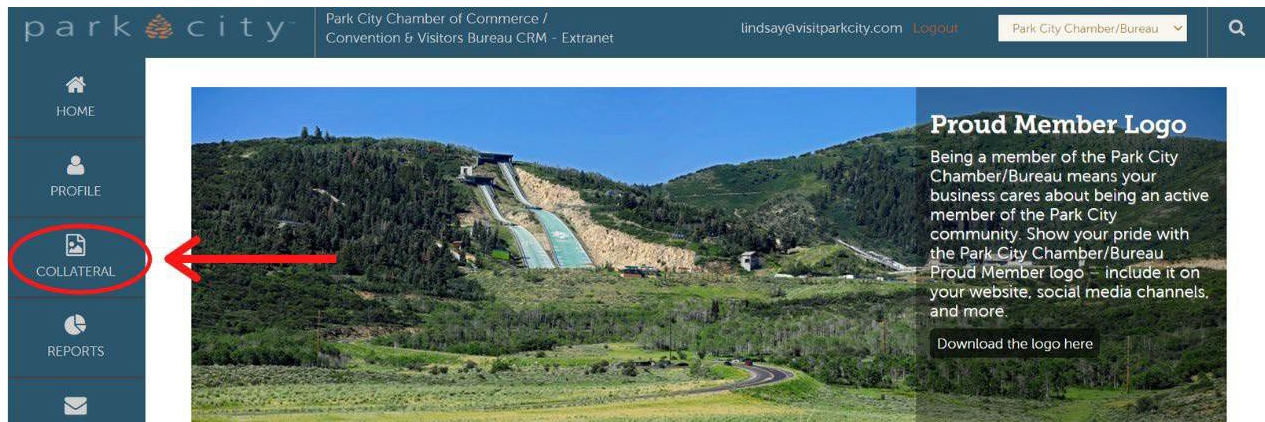 park city
Park City Chamber of Commerce /
Convention & Visitors Bureau CRM - Extranet
lindsay@visitparkcity.com Logout
Park City Chamber/Bureau
HOME
PROFILE
COLLATERAL
REPORTS
Proud Member Logo
Being a member of the Park City
Chamber/Bureau means your
business cares about being an active
member of the Park City
community. Show your pride with
the Park City Chamber/Bureau
Proud Member logo – include it on
your website, social media channels,
and more.
Download the logo here